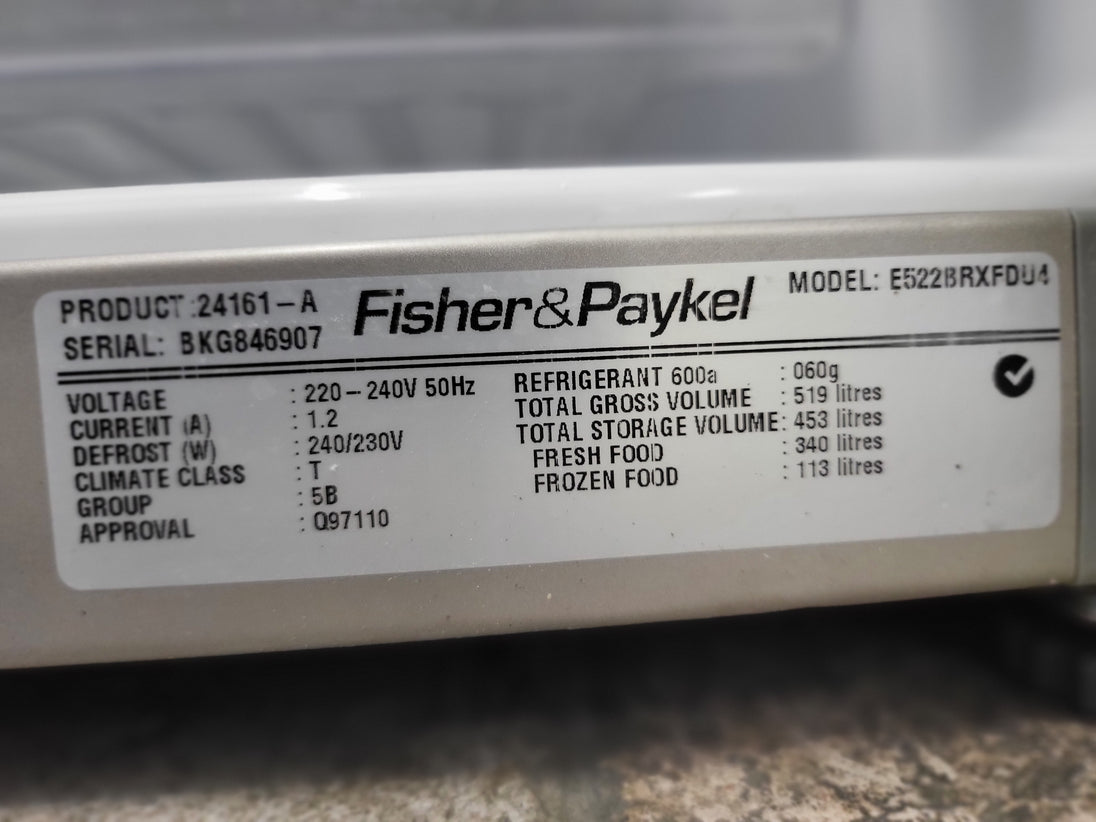 PRODUCT :24161-A
SERIAL: BKG846907
Fisher&Paykel
MODEL: E522BRXFDU4
VOLTAGE : 220-240V 50Hz
CURRENT (A) : 1.2
DEFROST (W) : 240/230V
CLIMATE CLASS : T
GROUP : 5B
APPROVAL : Q97110
REFRIGERANT 600a : 060g
TOTAL GROSS VOLUME : 519 litres
TOTAL STORAGE VOLUME: 453 litres
FRESH FOOD : 340 litres
FROZEN FOOD : 113 litres